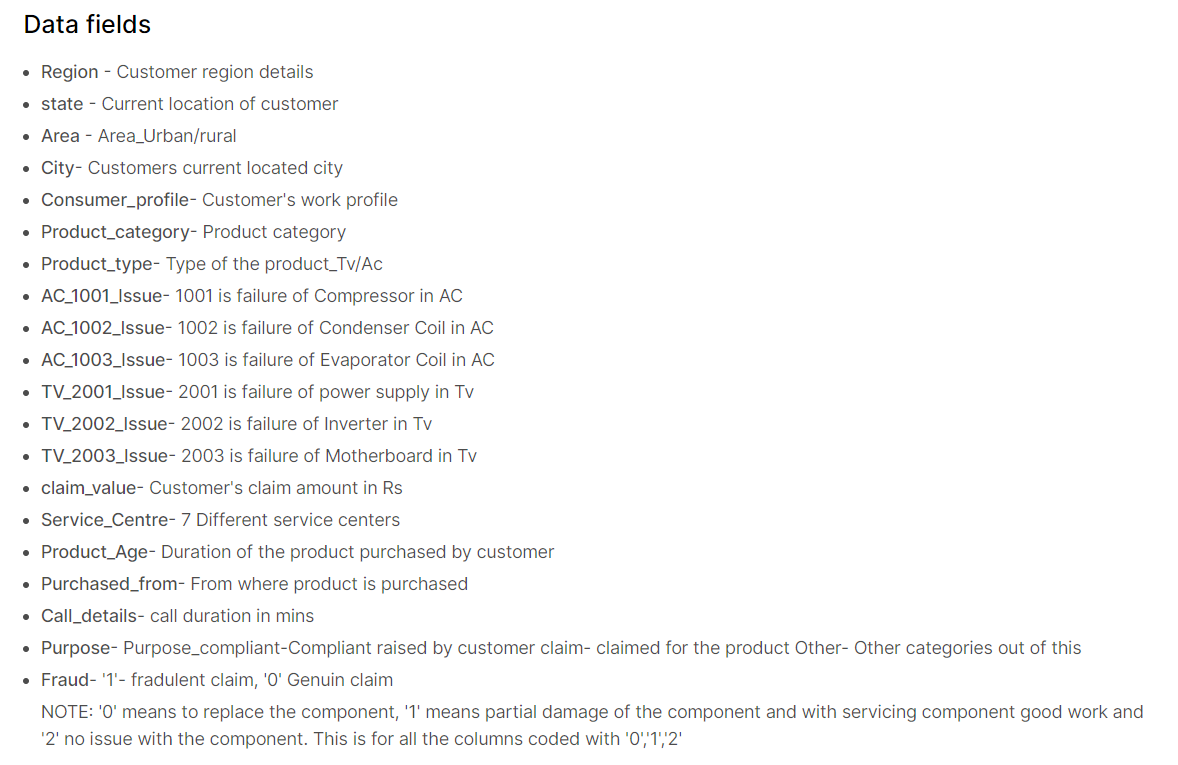 Data fields
• Region - Customer region details
• state - Current location of customer
• Area - Area_Urban/rural
• City- Customers current located city
• Consumer_profile- Customer's work profile
• Product_category- Product category
• Product_type- Type of the product_Tv/Ac
• AC_1001_Issue- 1001 is failure of Compressor in AC
• AC_1002_Issue- 1002 is failure of Condenser Coil in AC
• AC_1003_Issue- 1003 is failure of Evaporator Coil in AC
• TV_2001_Issue- 2001 is failure of power supply in Tv
• TV_2002_Issue- 2002 is failure of Inverter in Tv
• TV_2003_Issue- 2003 is failure of Motherboard in Tv
• claim_value- Customer's claim amount in Rs
• Service_Centre- 7 Different service centers
• Product_Age- Duration of the product purchased by customer
• Purchased_from- From where product is purchased
• Call_details- call duration in mins
• Purpose- Purpose_compliant-Compliant raised by customer claim- claimed for the product Other- Other categories out of this
• Fraud- '1'- fradulent claim, '0' Genuin claim
NOTE: '0' means to replace the component, '1' means partial damage of the component and with servicing component good work and
'2' no issue with the component. This is for all the columns coded with '0','1','2'